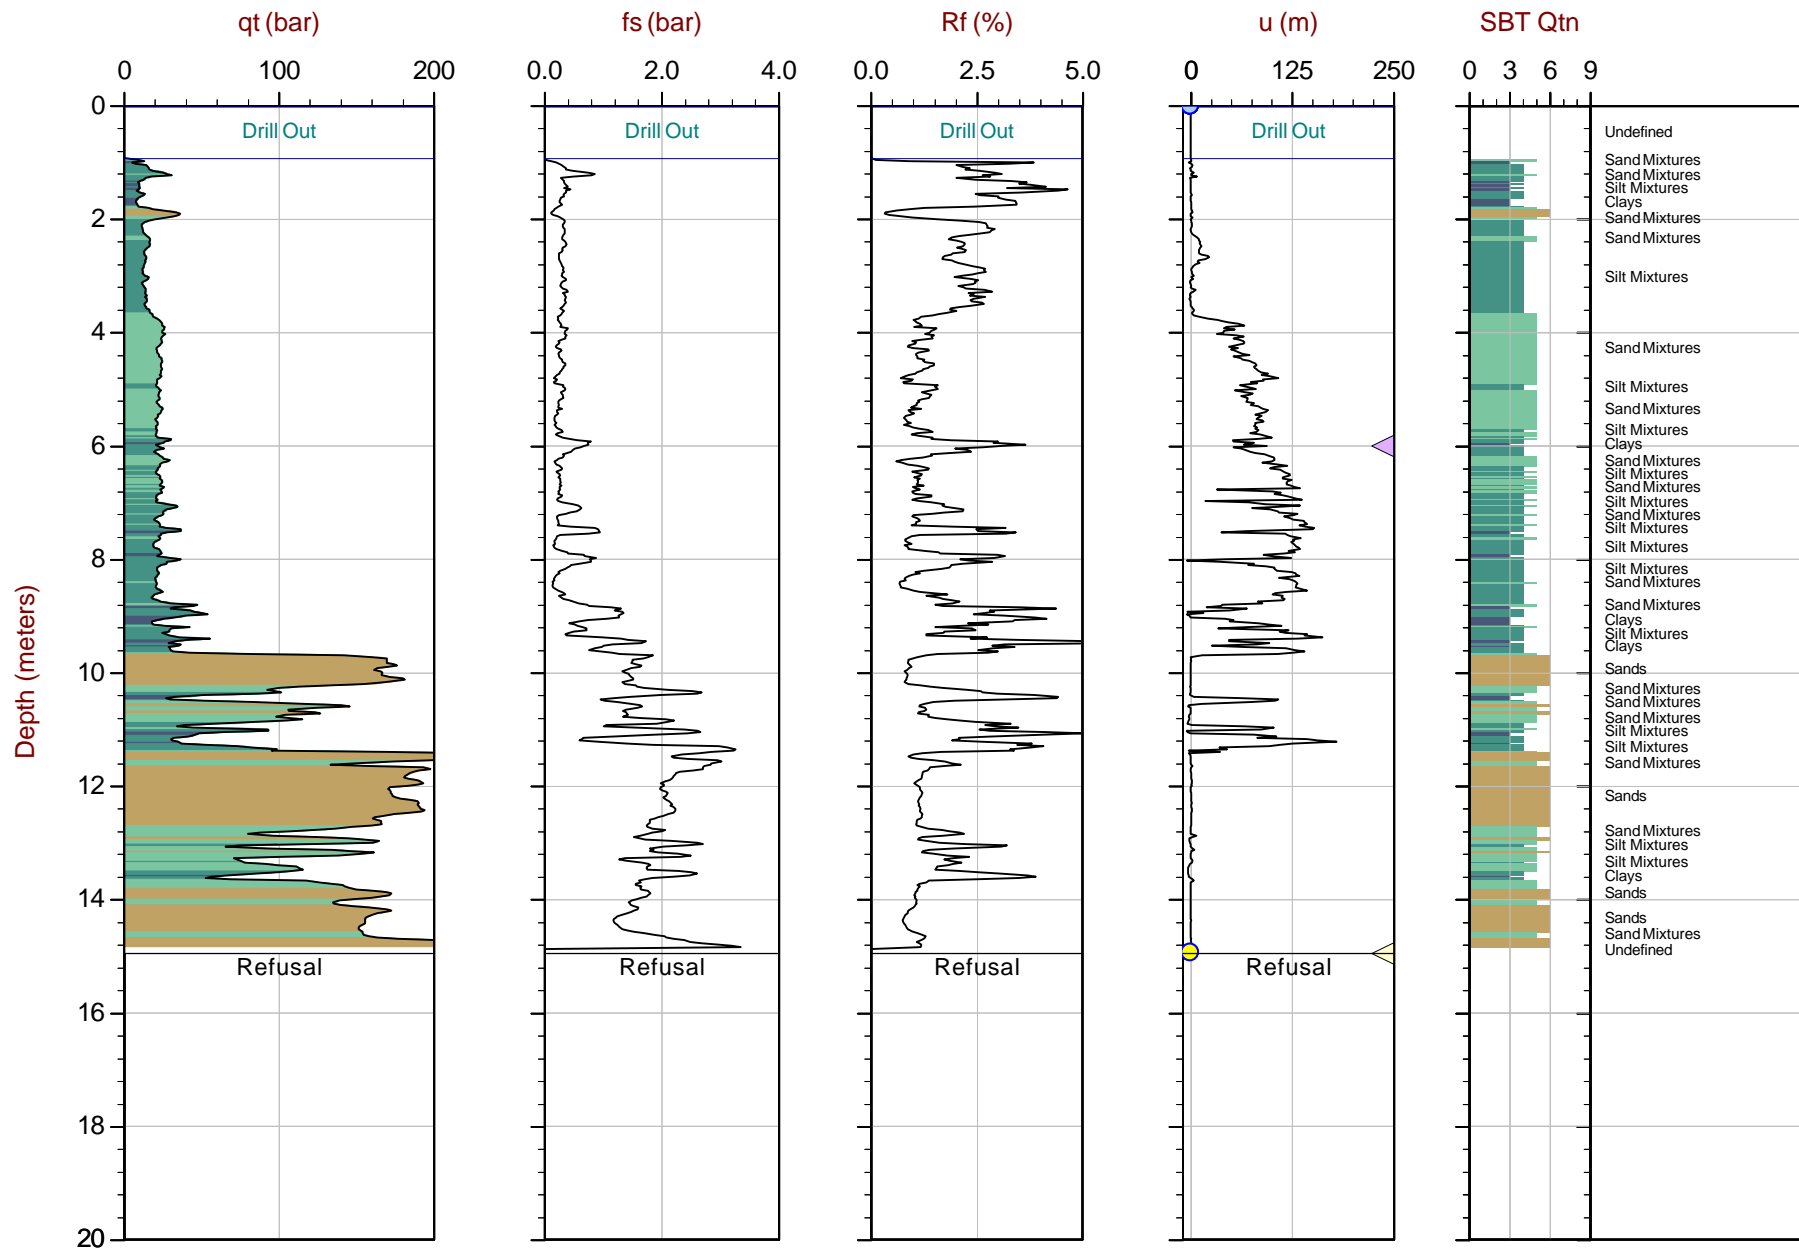 qt (bar) fs (bar) Rf (%) u (m) SBT Qtn
0 100 200 0.0 2.0 4.0 0.0 2.5 5.0 0 125 250 0 3 6 9
0
Drill Out Drill Out Drill Out Drill Out
Undefined
Sand Mixtures
Sand Mixtures
Silt Mixtures
Clays
2
Sand Mixtures
Sand Mixtures
Silt Mixtures
4
Sand Mixtures
Silt Mixtures
Sand Mixtures
Silt Mixtures
6
Clays
Sand Mixtures
Silt Mixtures
Sand Mixtures
Silt Mixtures
Sand Mixtures
Silt Mixtures
Silt Mixtures
8
Silt Mixtures
Sand Mixtures
Sand Mixtures
Clays
Silt Mixtures
Clays
10
Sands
Sand Mixtures
Sand Mixtures
Sand Mixtures
Silt Mixtures
Silt Mixtures
Sand Mixtures
12
Sands
Sand Mixtures
Silt Mixtures
Silt Mixtures
Clays
Sands
14
Sands
Sand Mixtures
Undefined
Refusal Refusal Refusal Refusal
16
18
20
Depth (meters)